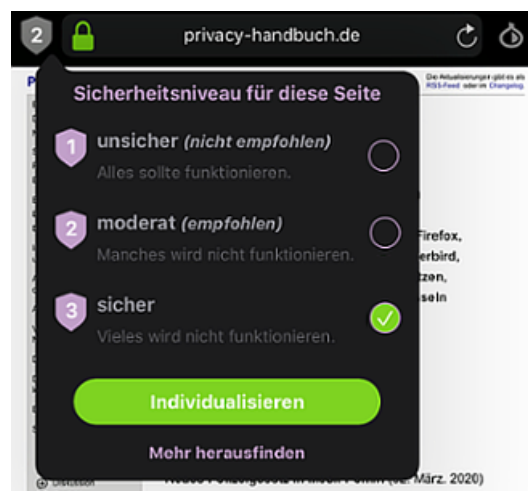 2
privacy-handbuch.de
Die Aktualisierungen gibt es als
RSS-Feed oder im Changelog.
Sicherheitsniveau für diese Seite
1
unsicher (nicht empfohlen)
Alles sollte funktionieren.
2
moderat (empfohlen)
Manches wird nicht funktionieren.
Firefox,
erbird,
tzen,
seln
3
sicher
Vieles wird nicht funktionieren.
Individualisieren
Mehr herausfinden
Diskussion
März. 2020)